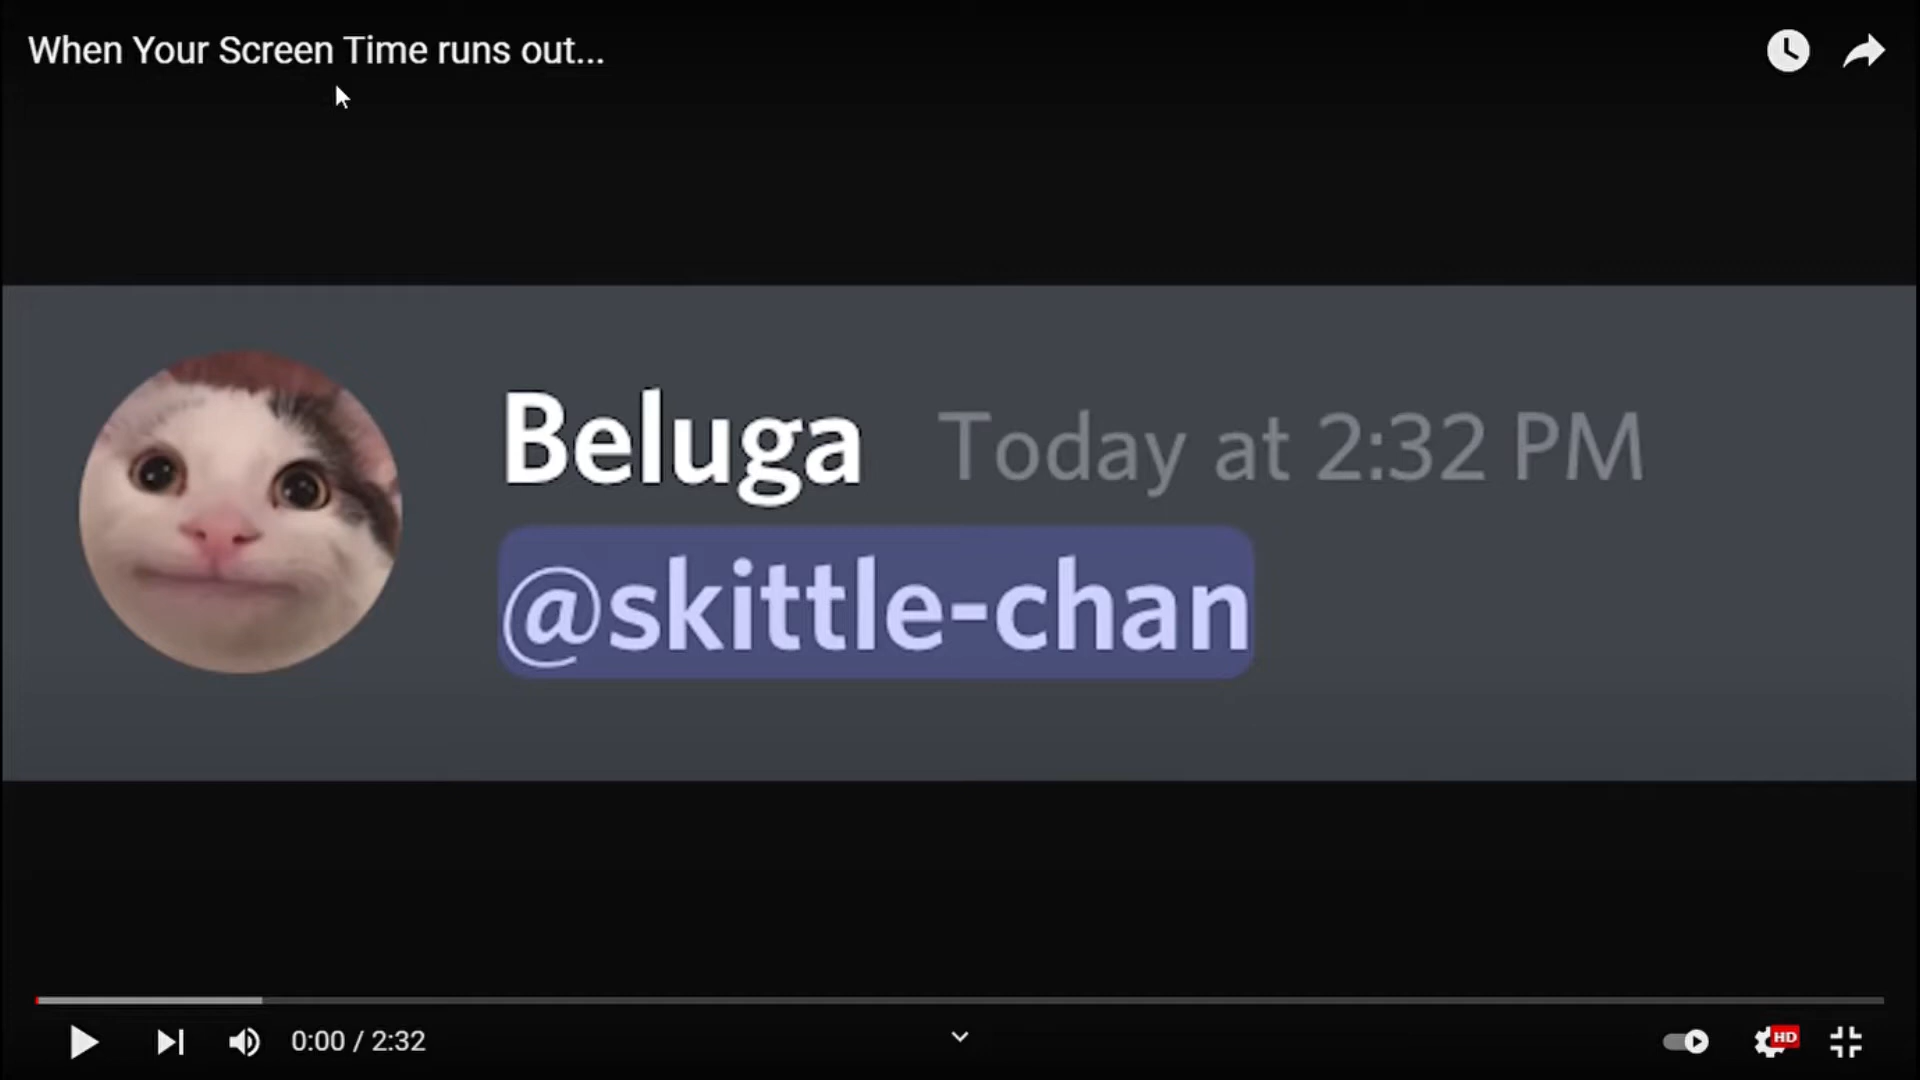 When Your Screen Time runs out...
Beluga Today at 2:32 PM
@skittle-chan
0:00 / 2:32
HD